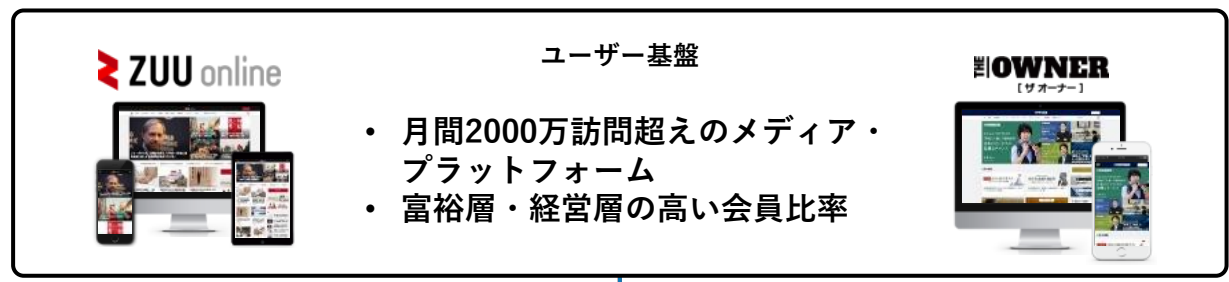 ユーザー基盤
ZUU online
THE OWNER
[ ザ オーナー ]
• 月間2000万訪問超えのメディア・
プラットフォーム
• 富裕層・経営層の高い会員比率